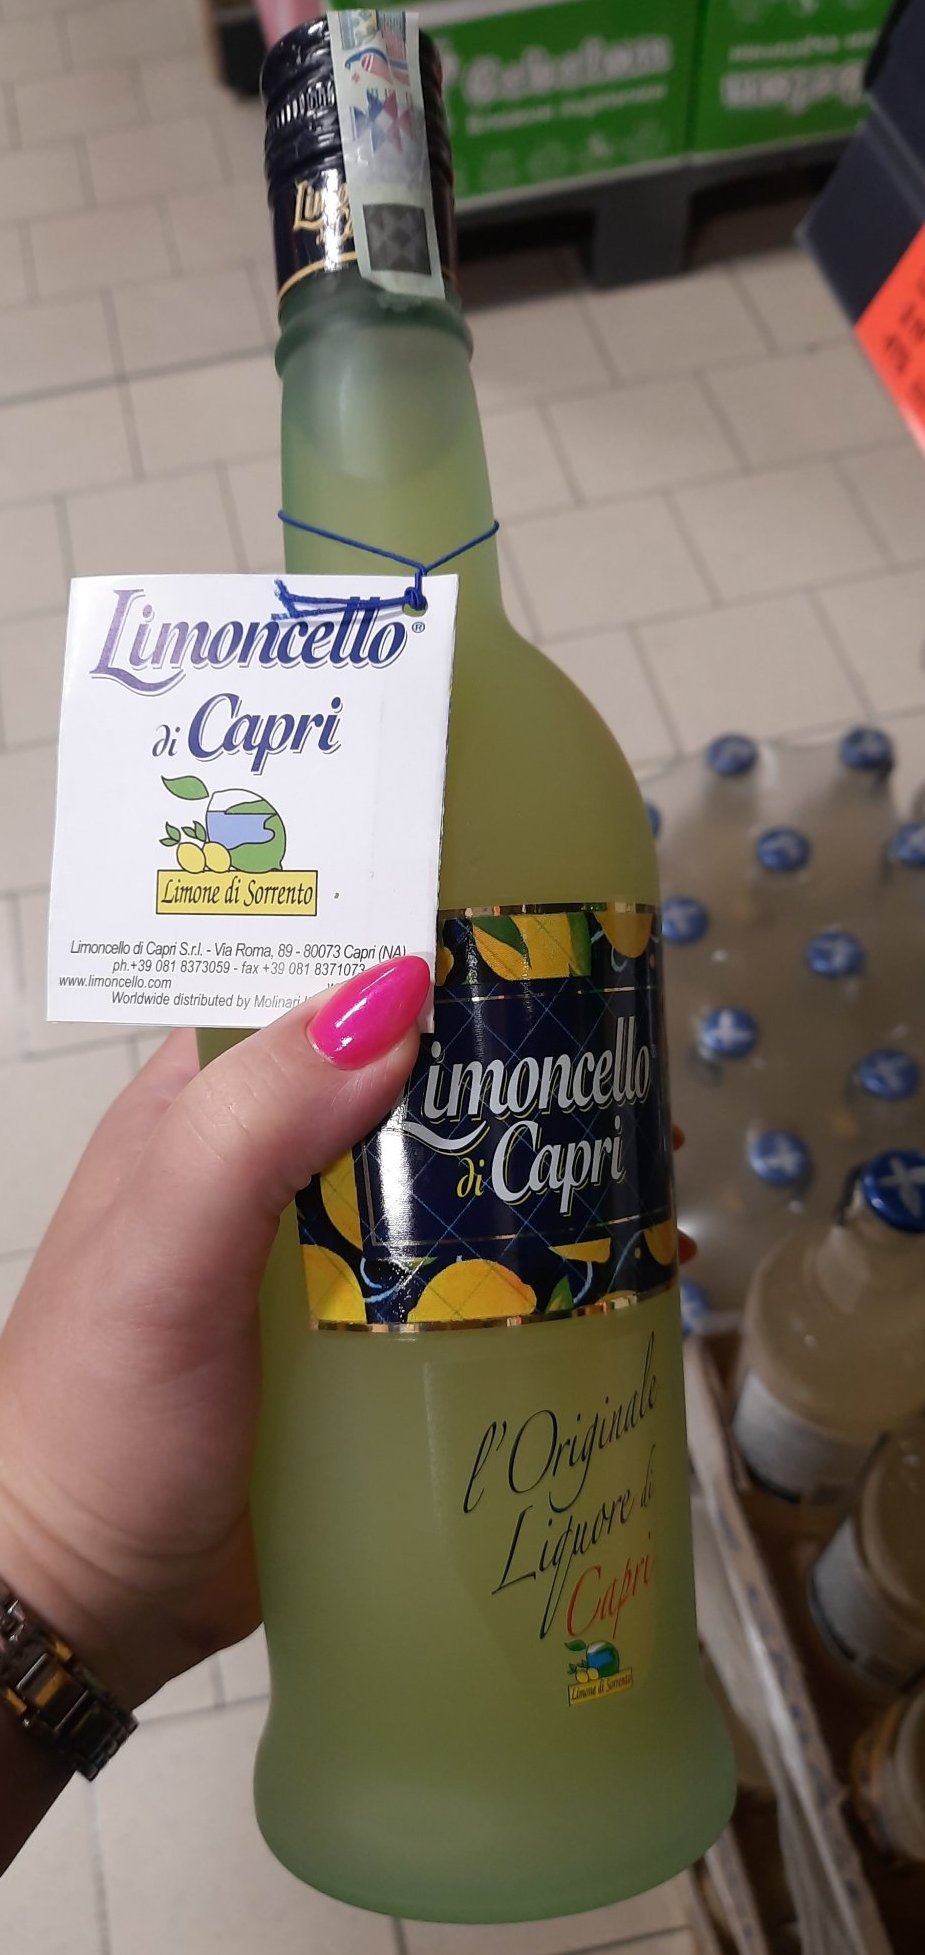 Limoncello®
di Capri
Limone di Sorrento
Limoncello di Capri S.r.l. - Via Roma, 89 - 80073 Capri (NA)
ph.+39 081 8373059 - fax +39 081 8371073
www.limoncello.com
Worldwide distributed by Molinari
Limoncello
di Capri
l'Originale
Liquore di
Capri
Limone di Sorrento